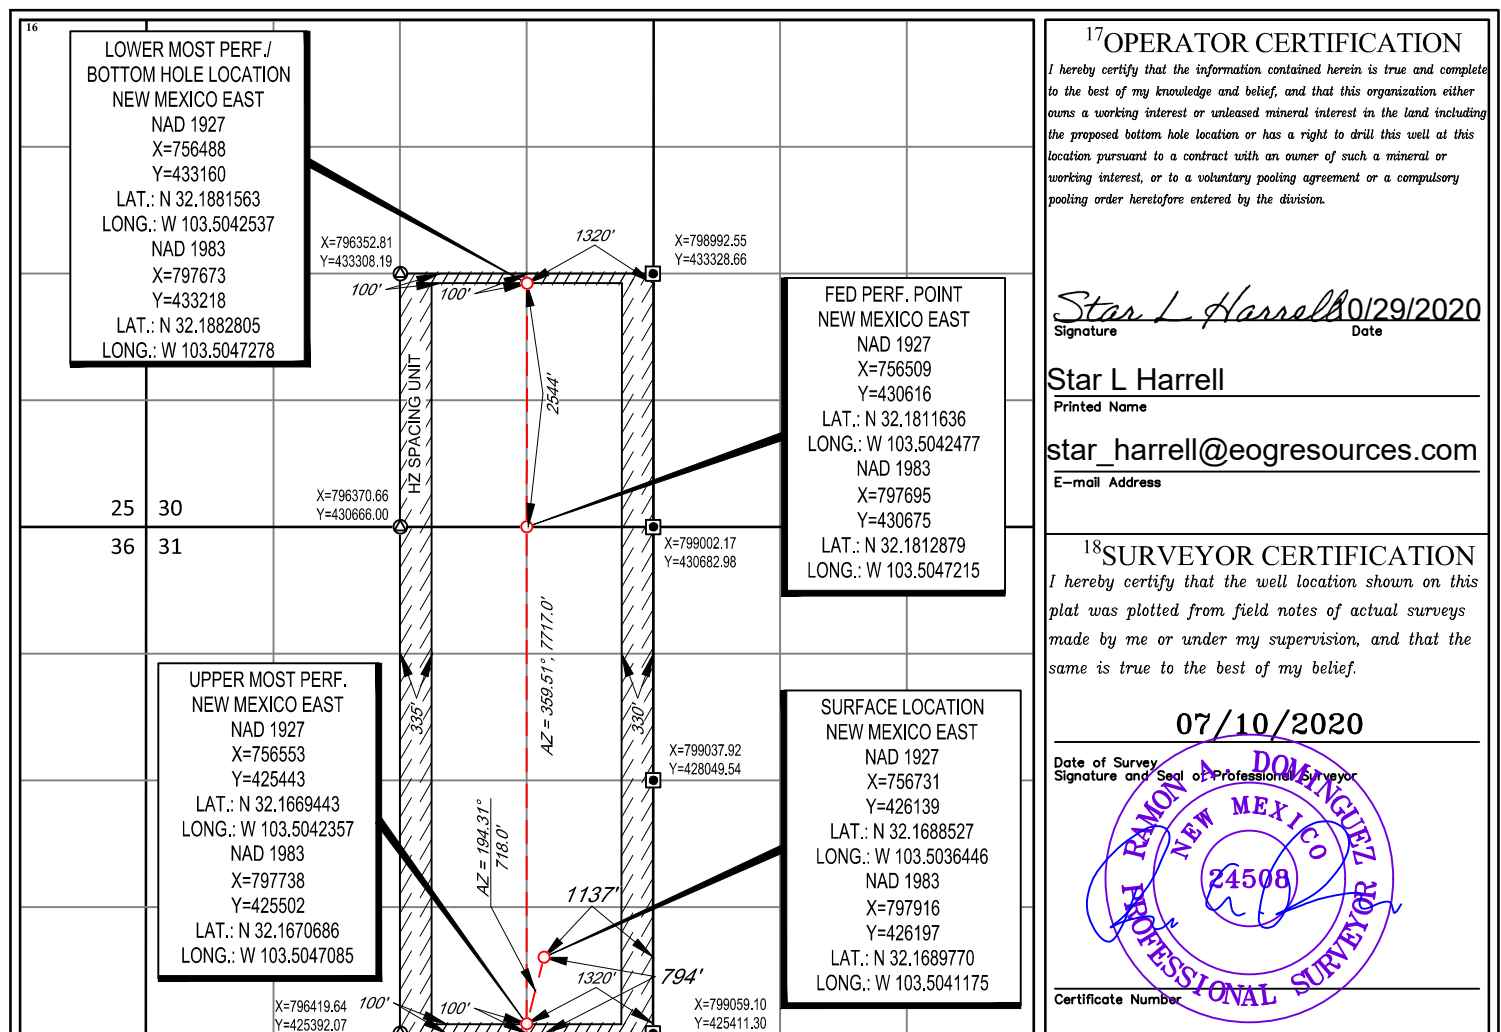 16
LOWER MOST PERF./
BOTTOM HOLE LOCATION
NEW MEXICO EAST
NAD 1927
X=756488
Y=433160
LAT.: N 32.1881563
LONG.: W 103.5042537
NAD 1983
X=797673
Y=433218
LAT.: N 32.1882805
LONG.: W 103.5047278
X=796352.81
Y=433308.19
1320'
X=798992.55
Y=433328.66
100'
100'
FED PERF. POINT
NEW MEXICO EAST
NAD 1927
X=756509
Y=430616
LAT.: N 32.1811636
LONG.: W 103.5042477
NAD 1983
X=797695
Y=430675
LAT.: N 32.1812879
LONG.: W 103.5047215
HZ SPACING UNIT
2544'
X=796370.66
Y=430666.00
25 30
36 31
X=799002.17
Y=430682.98
AZ = 359.51°, 7717.0'
335'
330'
UPPER MOST PERF.
NEW MEXICO EAST
NAD 1927
X=756553
Y=425443
LAT.: N 32.1669443
LONG.: W 103.5042357
NAD 1983
X=797738
Y=425502
LAT.: N 32.1670686
LONG.: W 103.5047085
X=799037.92
Y=428049.54
SURFACE LOCATION
NEW MEXICO EAST
NAD 1927
X=756731
Y=426139
LAT.: N 32.1688527
LONG.: W 103.5036446
NAD 1983
X=797916
Y=426197
LAT.: N 32.1689770
LONG.: W 103.5041175
AZ = 194.31°
718.0'
1137'
794'
1320'
X=796419.64
Y=425392.07
100'
100'
X=799059.10
Y=425411.30
17OPERATOR CERTIFICATION
I hereby certify that the information contained herein is true and complete
to the best of my knowledge and belief, and that this organization either
owns a working interest or unleased mineral interest in the land including
the proposed bottom hole location or has a right to drill this well at this
location pursuant to a contract with an owner of such a mineral or
working interest, or to a voluntary pooling agreement or a compulsory
pooling order heretofore entered by the division.
Star L Harrell 0/29/2020
Signature Date
Star L Harrell
Printed Name
star_harrell@eogresources.com
E-mail Address
18SURVEYOR CERTIFICATION
I hereby certify that the well location shown on this
plat was plotted from field notes of actual surveys
made by me or under my supervision, and that the
same is true to the best of my belief.
07/10/2020
Date of Survey
Signature and Seal of Professional Surveyor
RAMON A. DOMINGUEZ
NEW MEXICO
24508
PROFESSIONAL SURVEYOR
Certificate Number